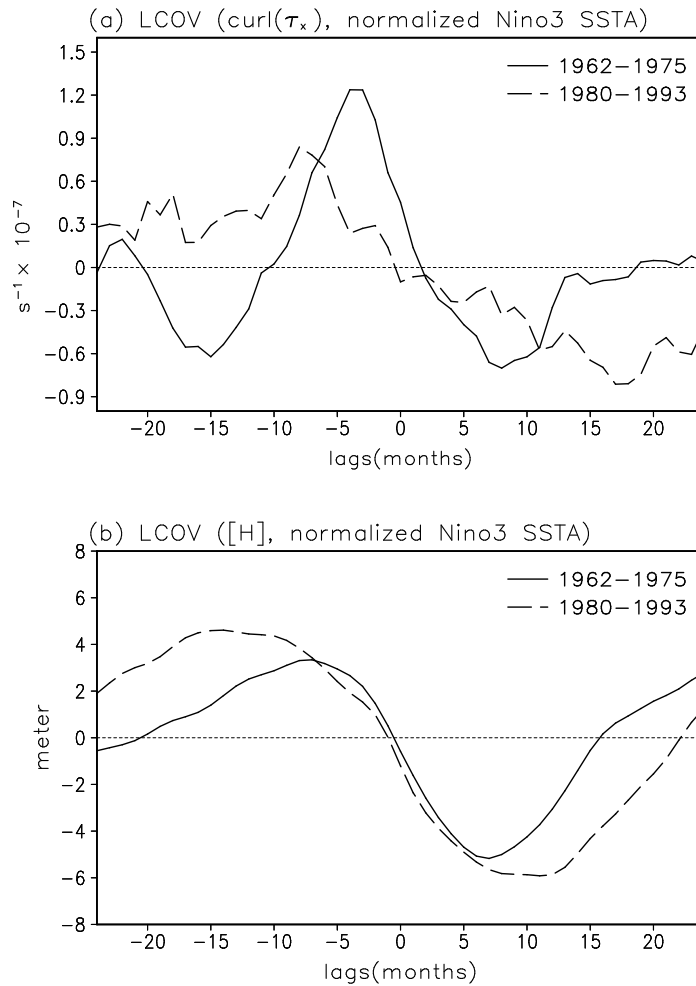 (a) LCOV (curl(τₓ), normalized Nino3 SSTA)
1.5
1.2
0.9
0.6
0.3
0
−0.3
−0.6
−0.9
s⁻¹ × 10⁻⁷
1962−1975
1980−1993
−20 −15 −10 −5 0 5 10 15 20
lags(months)
(b) LCOV ([H], normalized Nino3 SSTA)
8
6
4
2
0
−2
−4
−6
−8
meter
1962−1975
1980−1993
−20 −15 −10 −5 0 5 10 15 20
lags(months)